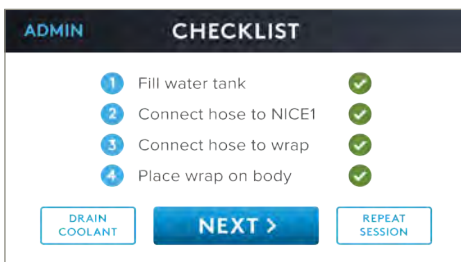 ADMIN CHECKLIST
1 Fill water tank
2 Connect hose to NICE1
3 Connect hose to wrap
4 Place wrap on body
DRAIN
COOLANT
NEXT >
REPEAT
SESSION